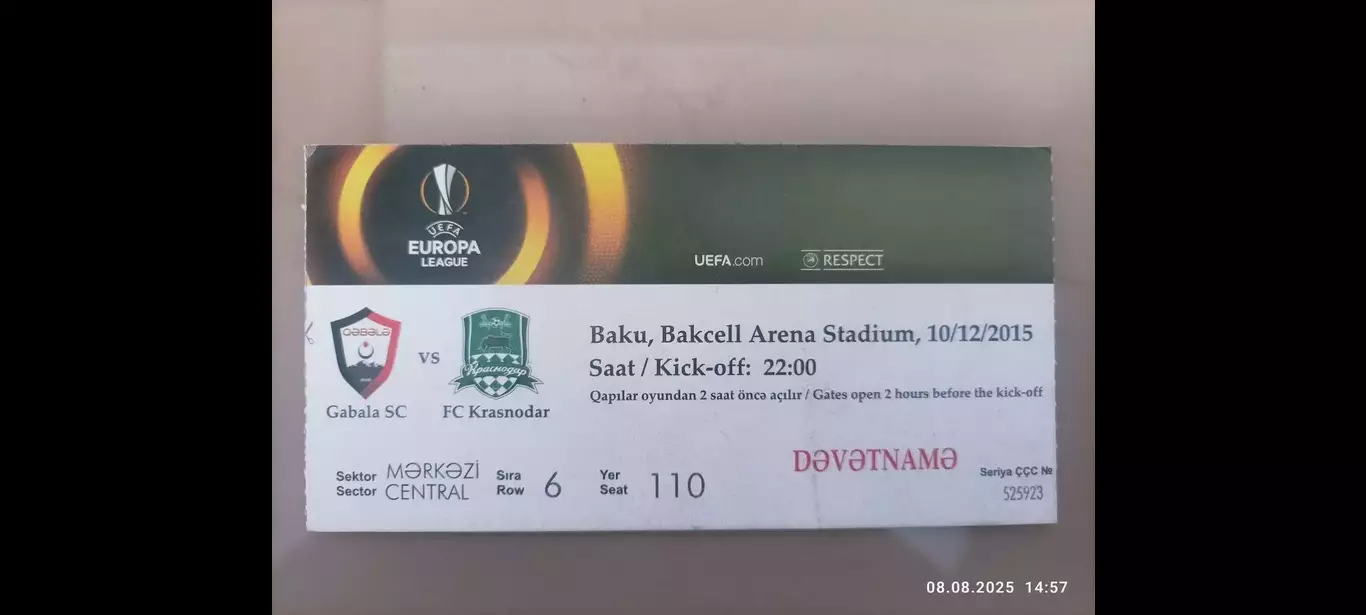 UEFA
EUROPA
LEAGUE
UEFA.com
RESPECT
QƏBƏLƏ
Краснодар
vs
Gabala SC
FC Krasnodar
Baku, Bakcell Arena Stadium, 10/12/2015
Saat / Kick-off: 22:00
Qapılar oyundan 2 saat öncə açılır / Gates open 2 hours before the kick-off
DƏVƏTNAMƏ
Sektor MƏRKƏZİ
Sector CENTRAL
Sıra
Row 6
Yer
Seat 110
Seriya ÇÇC №
525923
08.08.2025 14:57